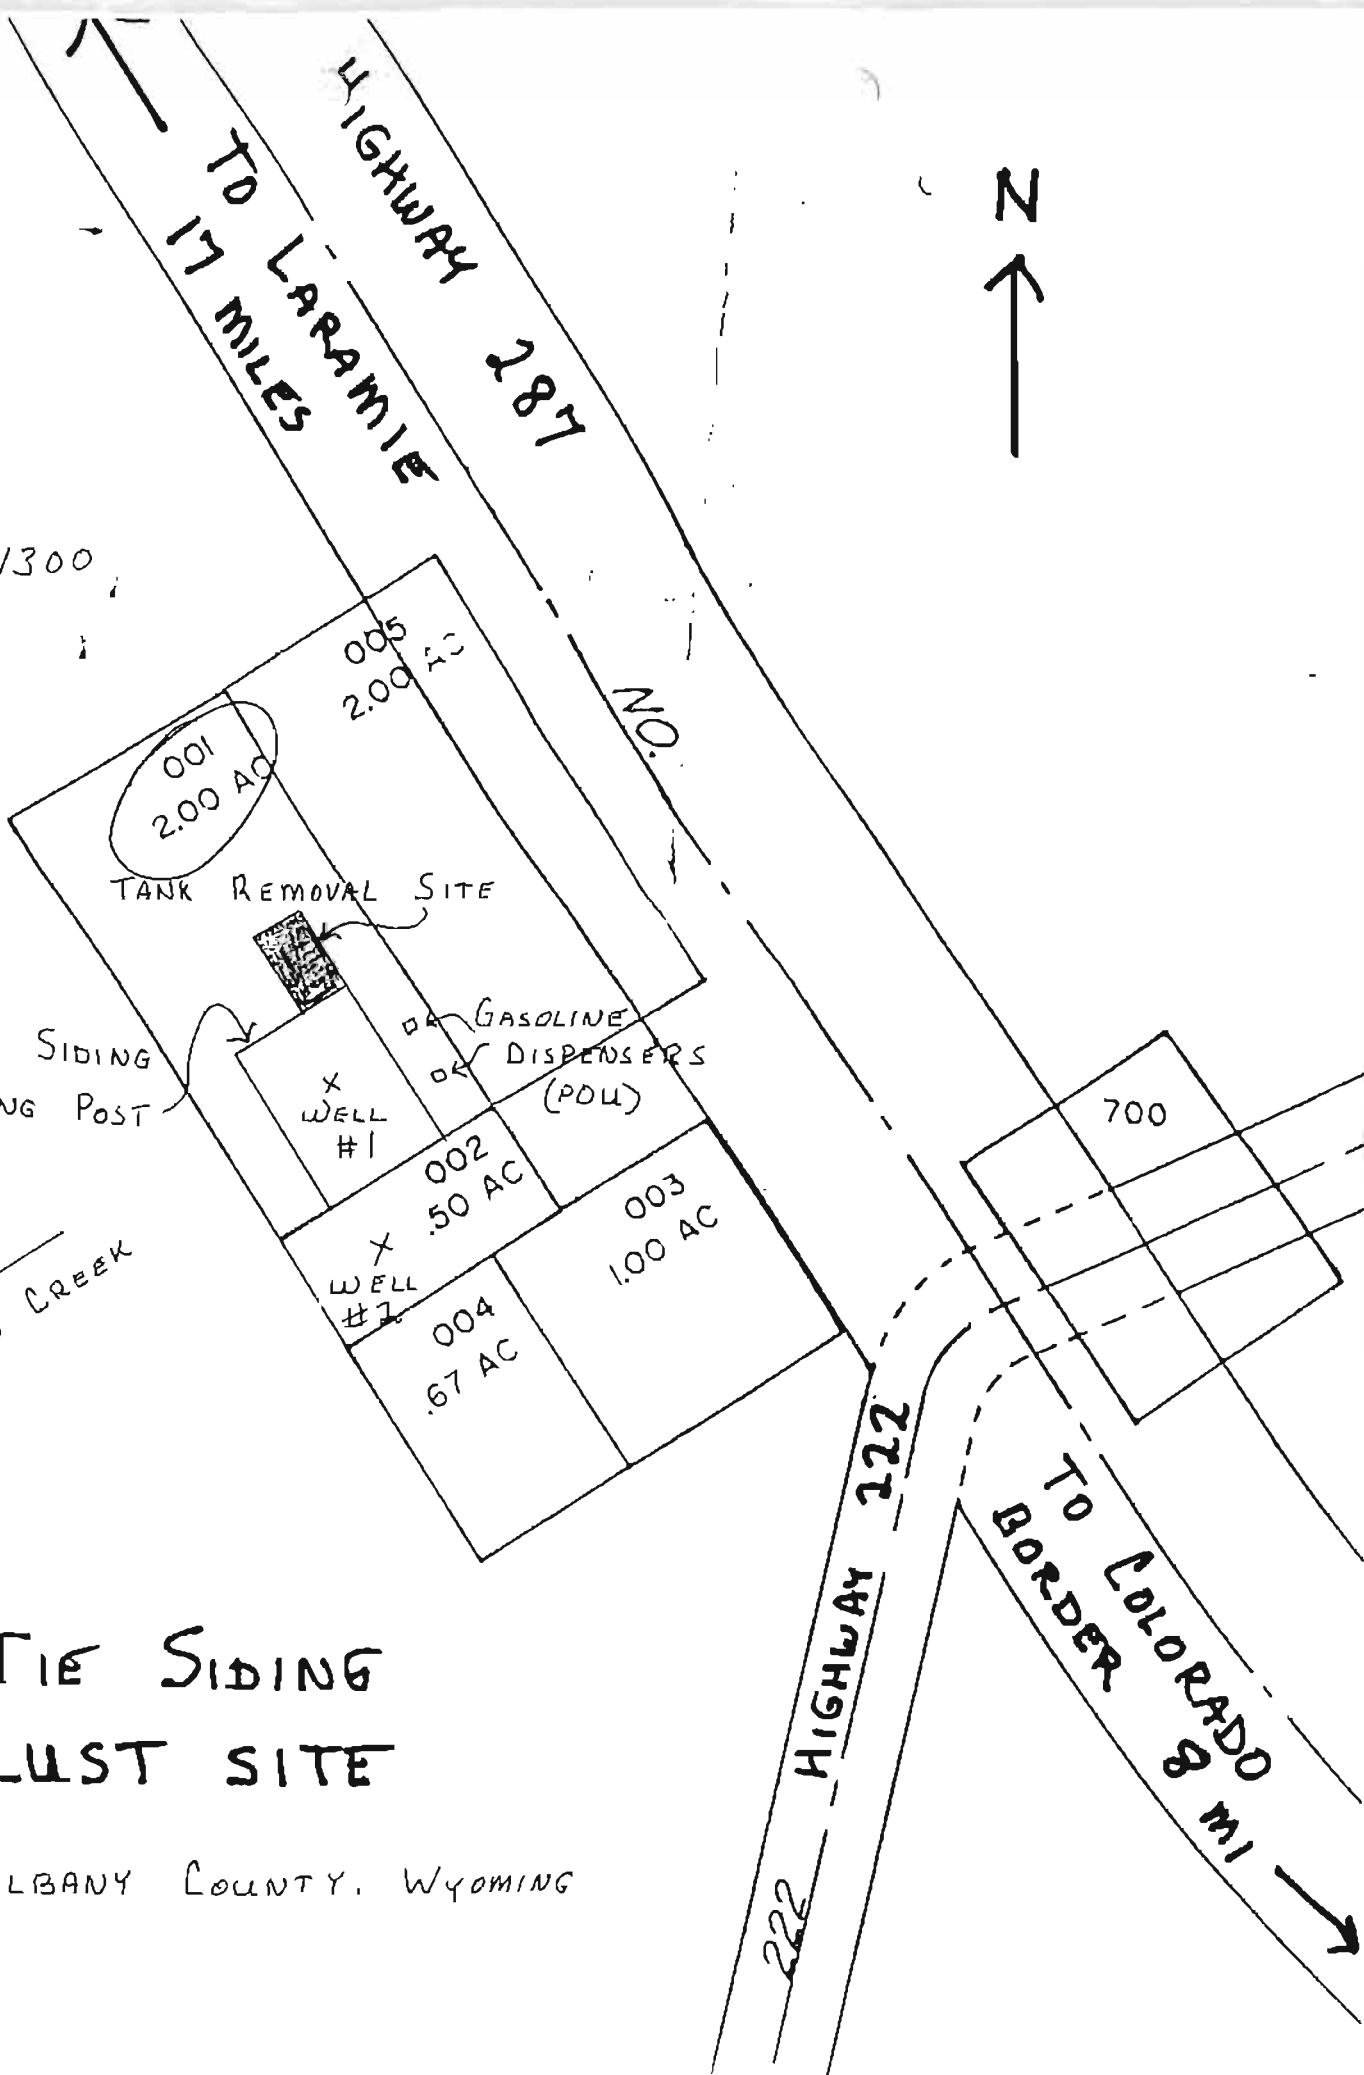 HIGHWAY 287
TO LARAMIE
17 MILES
N
1300
005
2.00 AC
NO.
001
2.00 AC
TANK REMOVAL SITE
GASOLINE
DISPENSERS
(POU)
SIDING
NG POST
X
WELL
#1
700
002
.50 AC
003
1.00 AC
X
WELL
#2
CREEK
004
.67 AC
HIGHWAY 222
222
TO COLORADO
BORDER 8 MI
TIE SIDING
LUST SITE
LBANY COUNTY, WYOMING